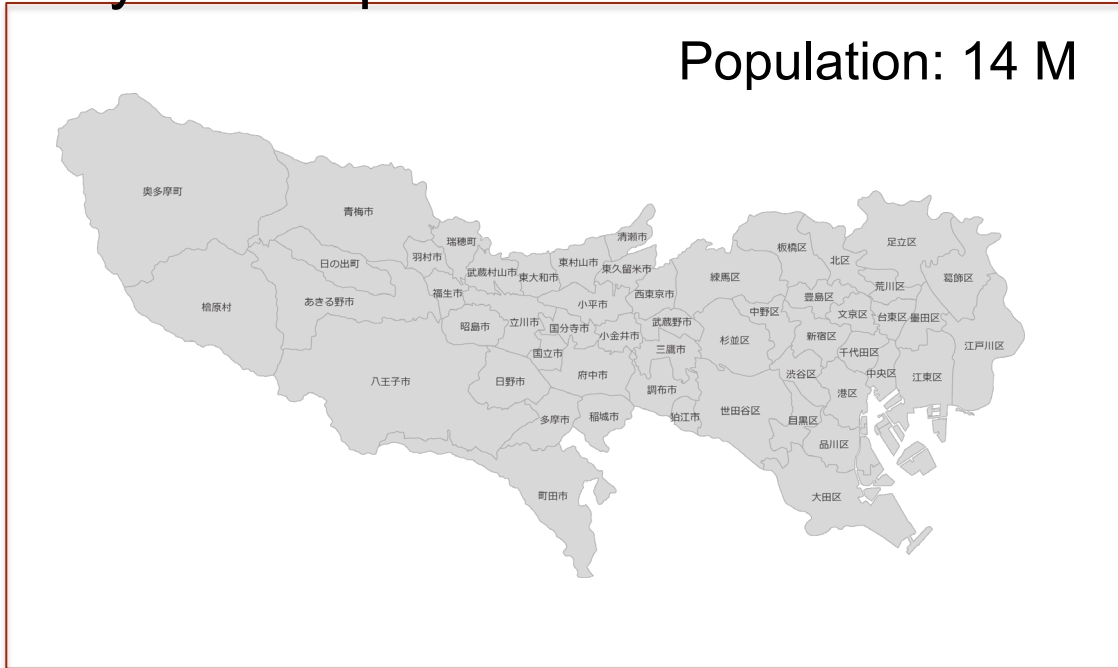 Population: 14 M
奥多摩町
青梅市
瑞穂町
清瀬市
板橋区
足立区
日の出町
羽村市
武蔵村山市
東大和市
東村山市
東久留米市
練馬区
北区
葛飾区
檜原村
あきる野市
福生市
小平市
西東京市
豊島区
荒川区
昭島市
立川市
国分寺市
小金井市
武蔵野市
中野区
文京区
台東区
墨田区
国立市
三鷹市
杉並区
新宿区
千代田区
江戸川区
八王子市
日野市
府中市
調布市
渋谷区
中央区
江東区
多摩市
稲城市
狛江市
世田谷区
目黒区
港区
品川区
町田市
大田区